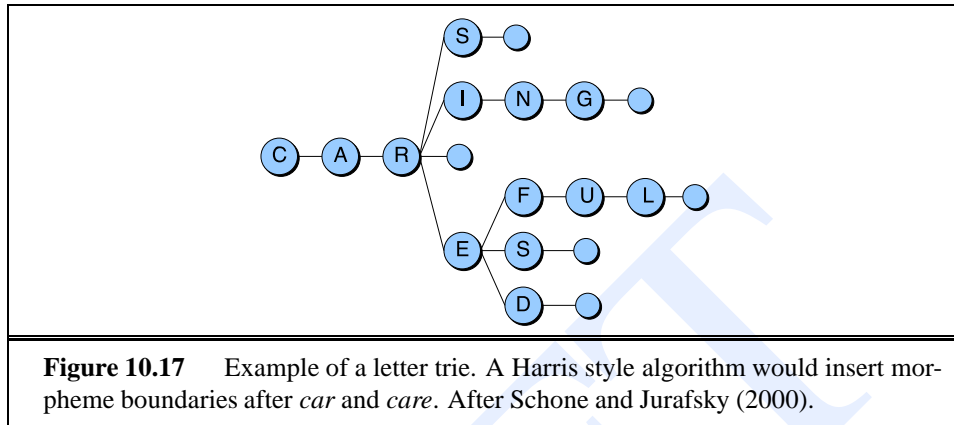 S
I N G
C A R
F U L
E S
D
Figure 10.17 Example of a letter trie. A Harris style algorithm would insert mor-
pheme boundaries after car and care. After Schone and Jurafsky (2000).